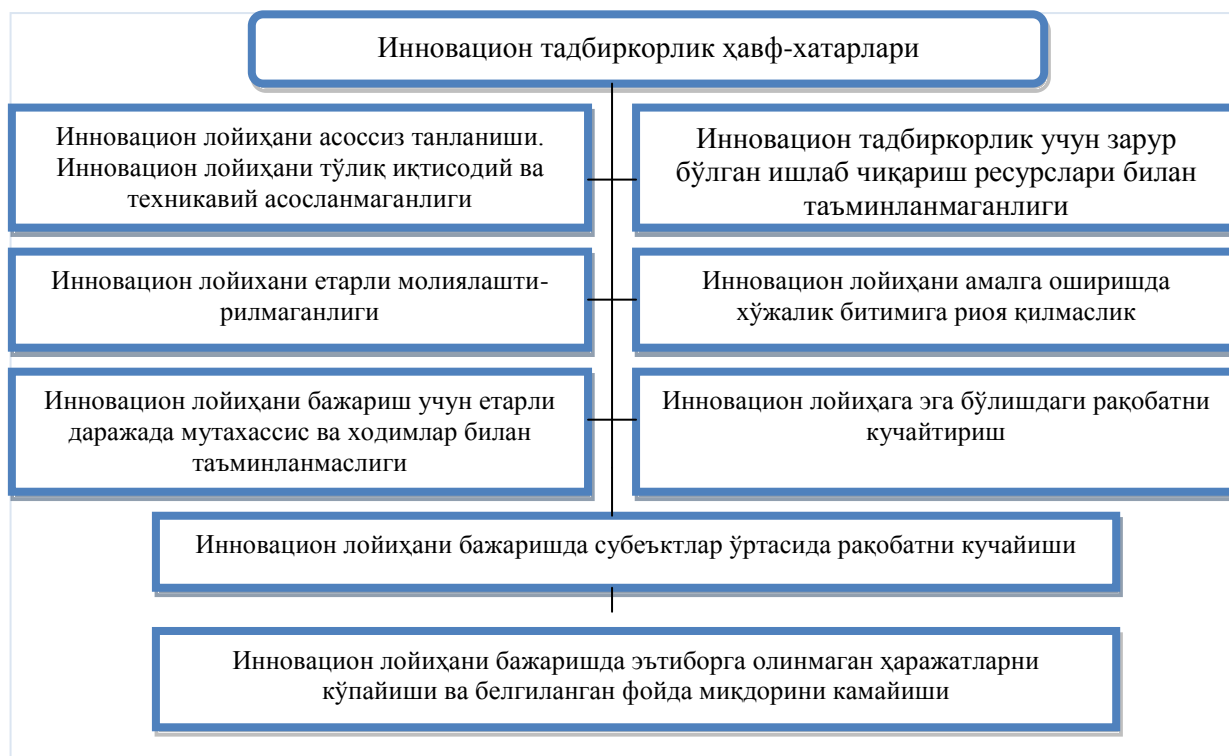 Инновацион тадбиркорлик ҳавф-хатарлари
Инновацион лойиҳани асоссиз танланиши.
Инновацион лойиҳани тўлиқ иқтисодий ва
техникавий асосланмаганлиги
Инновацион тадбиркорлик учун зарур
бўлган ишлаб чиқариш ресурслари билан
таъминланмаганлиги
Инновацион лойихани етарли молиялашти-
рилмаганлиги
Инновацион лойиҳани амалга оширишда
хўжалик битимига риоя қилмаслик
Инновацион лойиҳани бажариш учун етарли
даражада мутахассис ва ходимлар билан
таъминланмаслиги
Инновацион лойиҳага эга бўлишдаги рақобатни
кучайтириш
Инновацион лойиҳани бажаришда субеъктлар ўртасида рақобатни кучайиши
Инновацион лойиҳани бажаришда эътиборга олинмаган ҳаражатларни
кўпайиши ва белгиланган фойда миқдорини камайиши